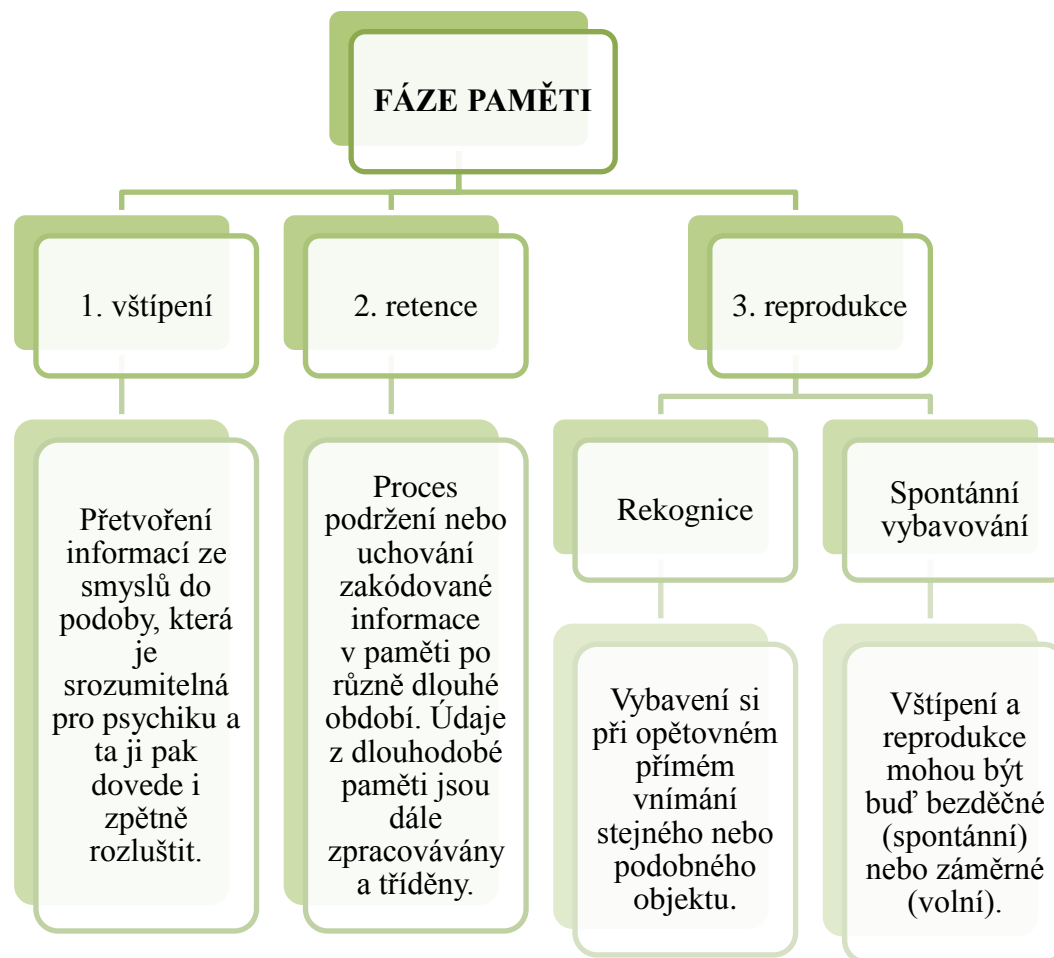 FÁZE PAMĚTI
1. vštípení
2. retence
3. reprodukce
Přetvoření
informací ze
smyslů do
podoby, která
je
srozumitelná
pro psychiku a
ta ji pak
dovede i
zpětně
rozluštit.
Proces
podržení nebo
uchování
zakódované
informace
v paměti po
různě dlouhé
období. Údaje
z dlouhodobé
paměti jsou
dále
zpracovávány
a tříděny.
Rekognice
Spontánní
vybavování
Vybavení si
při opětovném
přímém
vnímání
stejného nebo
podobného
objektu.
Vštípení a
reprodukce
mohou být
buď bezděčné
(spontánní)
nebo záměrné
(volní).